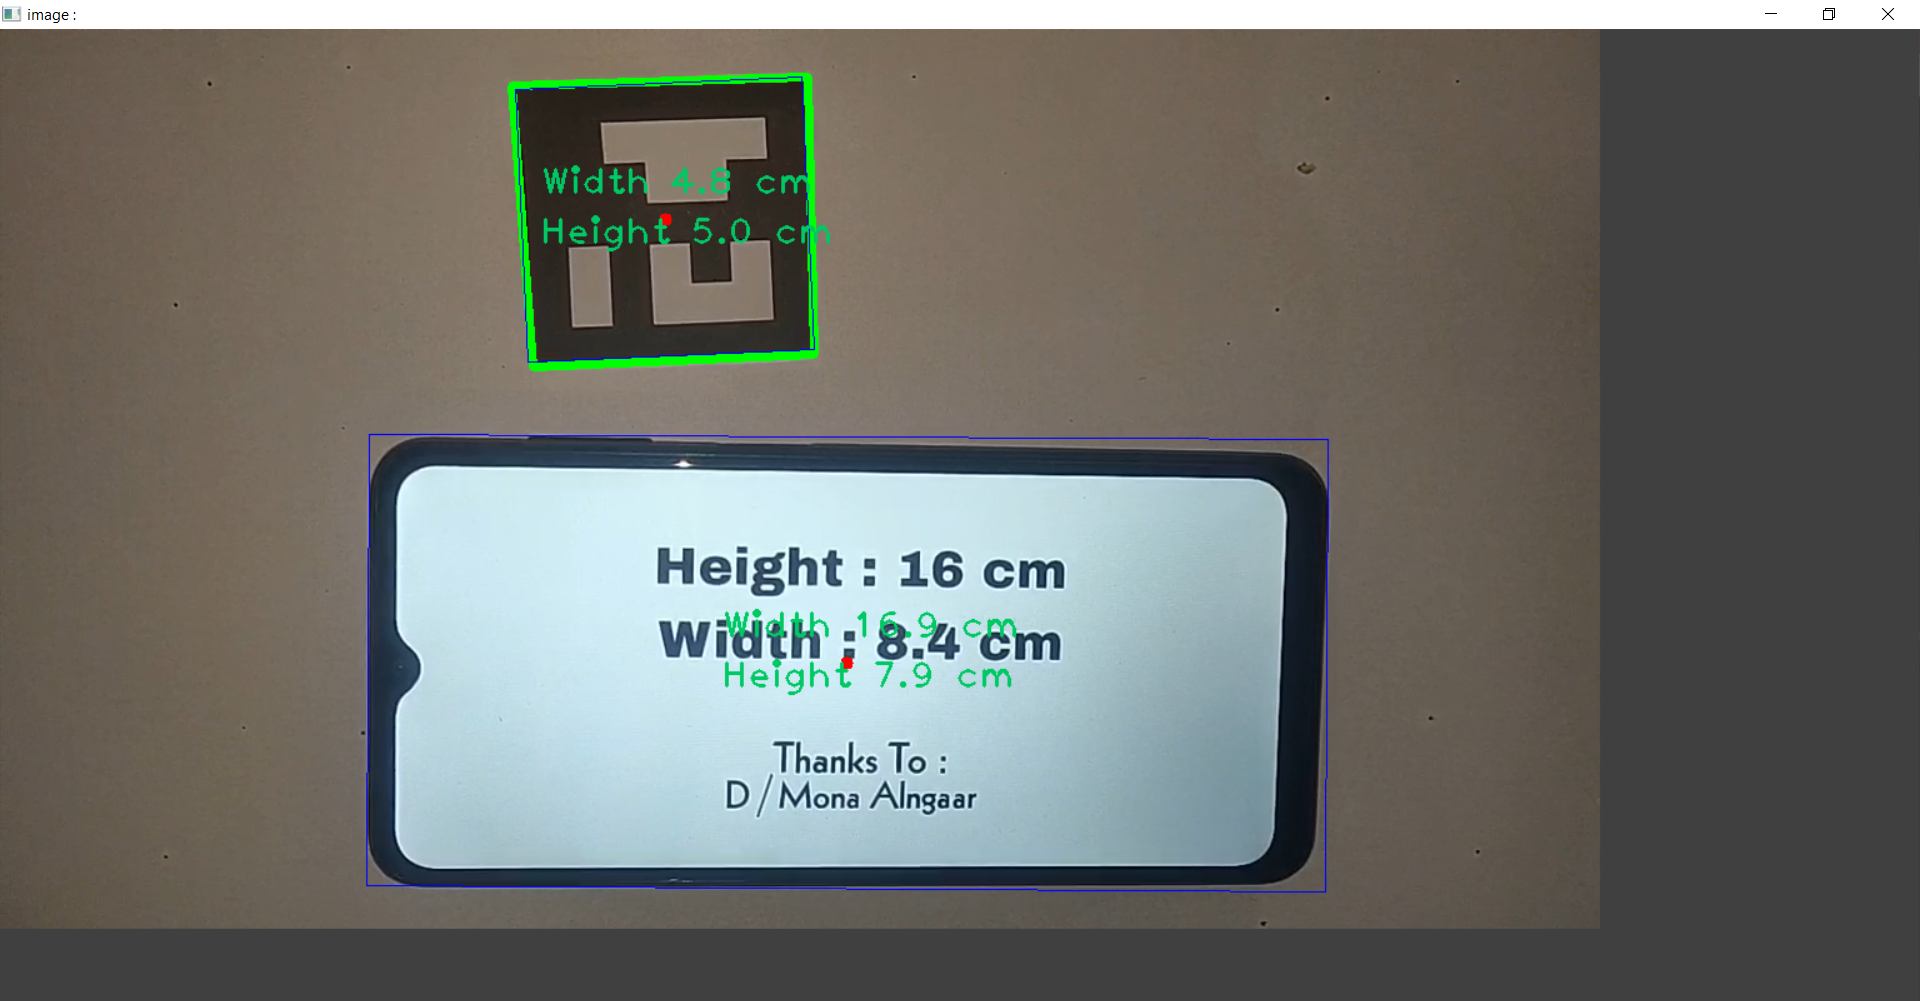 image :
Width 4.8 cm
Height 5.0 cm
Height : 16 cm
Width 16.9 cm
Width : 8.4 cm
Height 7.9 cm
Thanks To :
D / Mona Alngaar